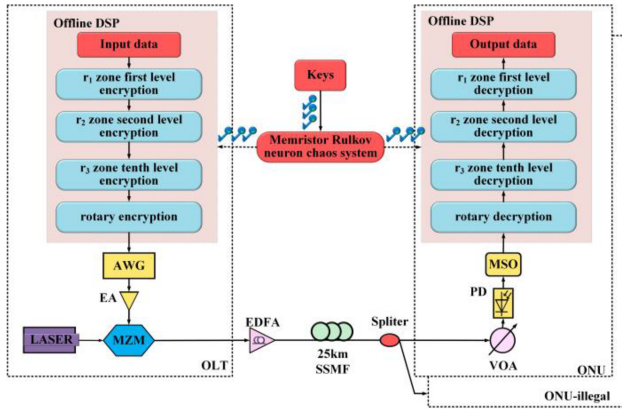 Offline DSP
Input data
r₁ zone first level
encryption
r₂ zone second level
encryption
r₃ zone tenth level
encryption
rotary encryption
AWG
EA
LASER
MZM
OLT
Keys
Memristor Rulkov
neuron chaos system
EDFA
25km
SSMF
Spliter
Offline DSP
Output data
r₁ zone first level
decryption
r₂ zone second level
decryption
r₃ zone tenth level
decryption
rotary decryption
MSO
PD
VOA
ONU
ONU-illegal